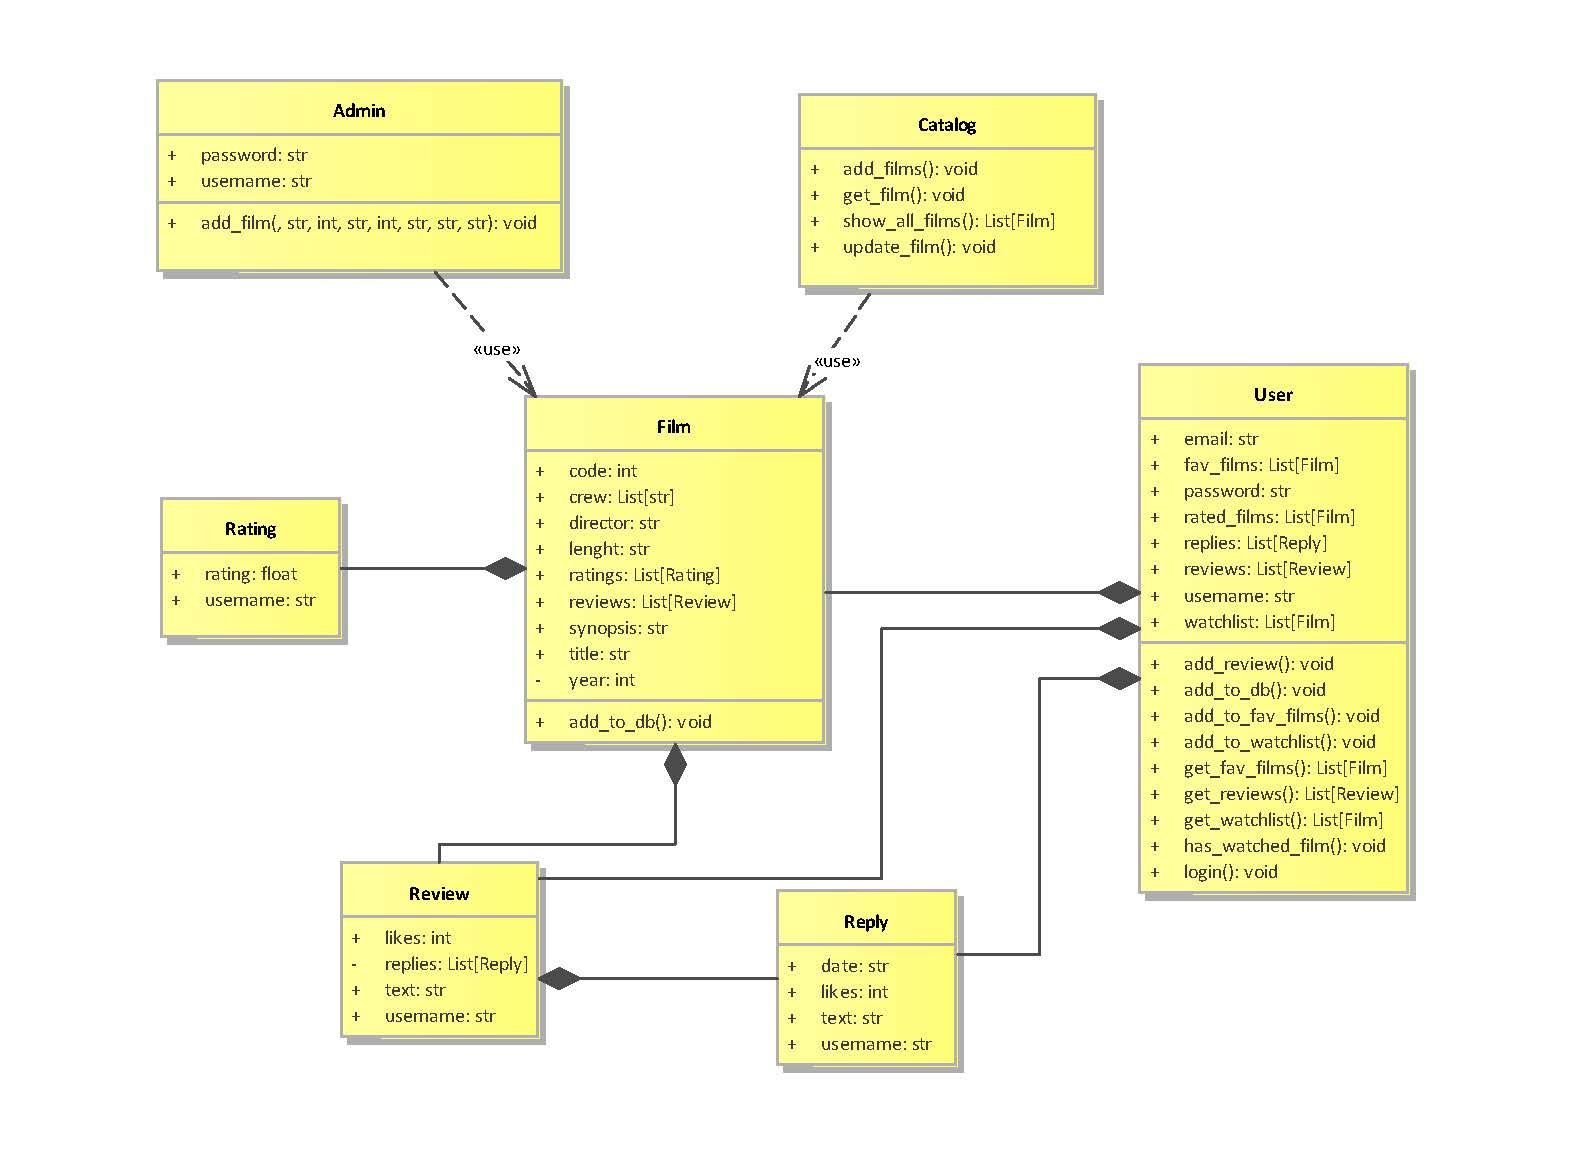 Admin
+ password: str
+ username: str
+ add_film(, str, int, str, int, str, str, str): void
Catalog
+ add_films(): void
+ get_film(): void
+ show_all_films(): List[Film]
+ update_film(): void
«use»
«use»
Film
+ code: int
+ crew: List[str]
+ director: str
+ lenght: str
+ ratings: List[Rating]
+ reviews: List[Review]
+ synopsis: str
+ title: str
- year: int
+ add_to_db(): void
User
+ email: str
+ fav_films: List[Film]
+ password: str
+ rated_films: List[Film]
+ replies: List[Reply]
+ reviews: List[Review]
+ username: str
+ watchlist: List[Film]
+ add_review(): void
+ add_to_db(): void
+ add_to_fav_films(): void
+ add_to_watchlist(): void
+ get_fav_films(): List[Film]
+ get_reviews(): List[Review]
+ get_watchlist(): List[Film]
+ has_watched_film(): void
+ login(): void
Rating
+ rating: float
+ username: str
Review
+ likes: int
- replies: List[Reply]
+ text: str
+ username: str
Reply
+ date: str
+ likes: int
+ text: str
+ username: str